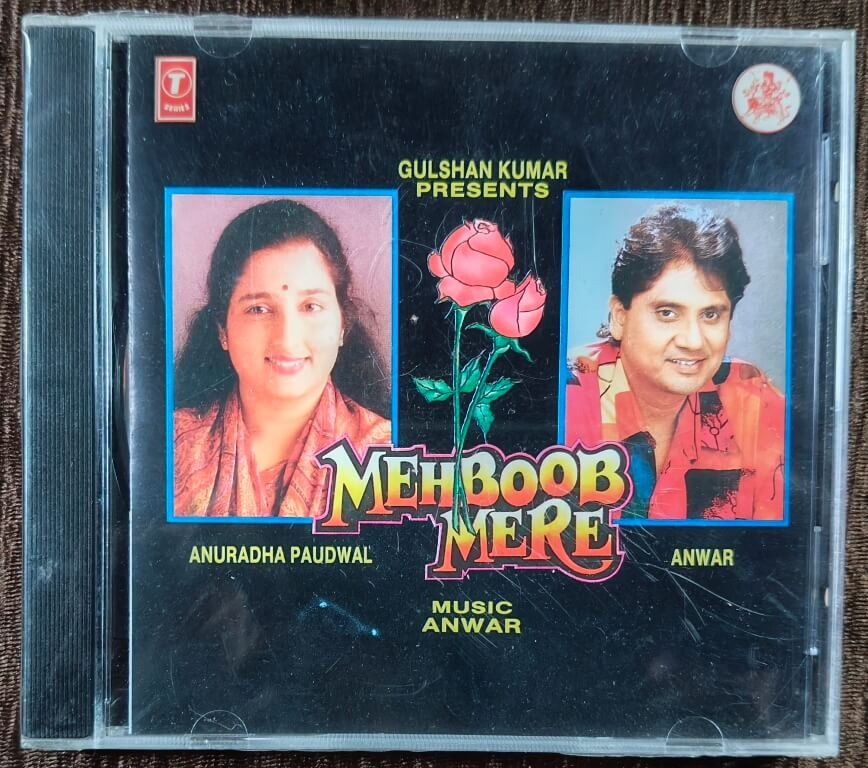 T
SERIES
GULSHAN KUMAR
PRESENTS
MEHBOOB
MERE
ANURADHA PAUDWAL
ANWAR
MUSIC
ANWAR